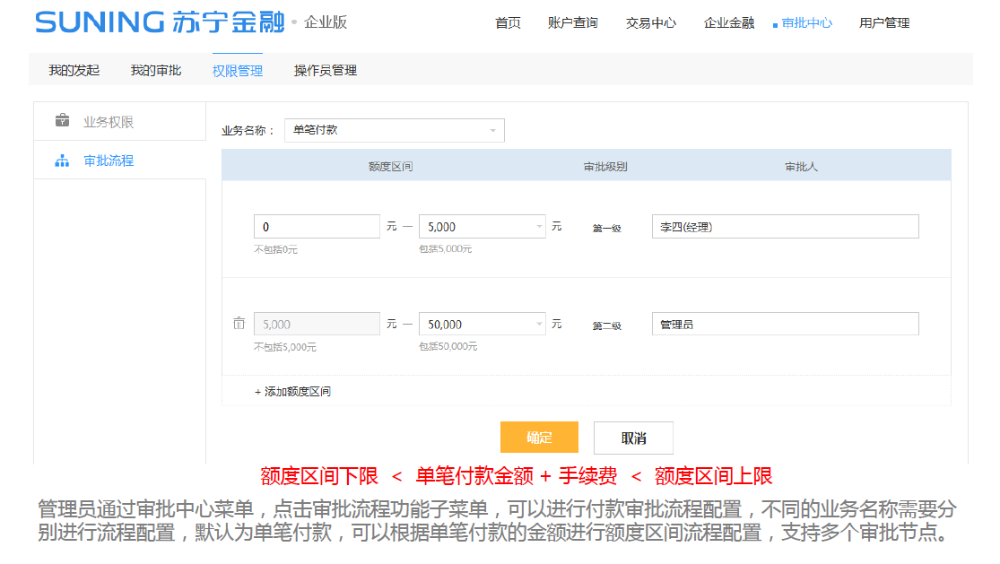 SUNING 苏宁金融 • 企业版
首页 账户查询 交易中心 企业金融 审批中心 用户管理
我的发起 我的审批 权限管理 操作员管理
业务权限
审批流程
业务名称： 单笔付款
额度区间 审批级别 审批人
0 元 — 5,000 元 第一级 李四(经理)
不包括0元 包括5,000元
5,000 元 — 50,000 元 第二级 管理员
不包括5,000元 包括50,000元
+ 添加额度区间
确定 取消
额度区间下限 < 单笔付款金额 + 手续费 < 额度区间上限
管理员通过审批中心菜单，点击审批流程功能子菜单，可以进行付款审批流程配置，不同的业务名称需要分
别进行流程配置，默认为单笔付款，可以根据单笔付款的金额进行额度区间流程配置，支持多个审批节点。